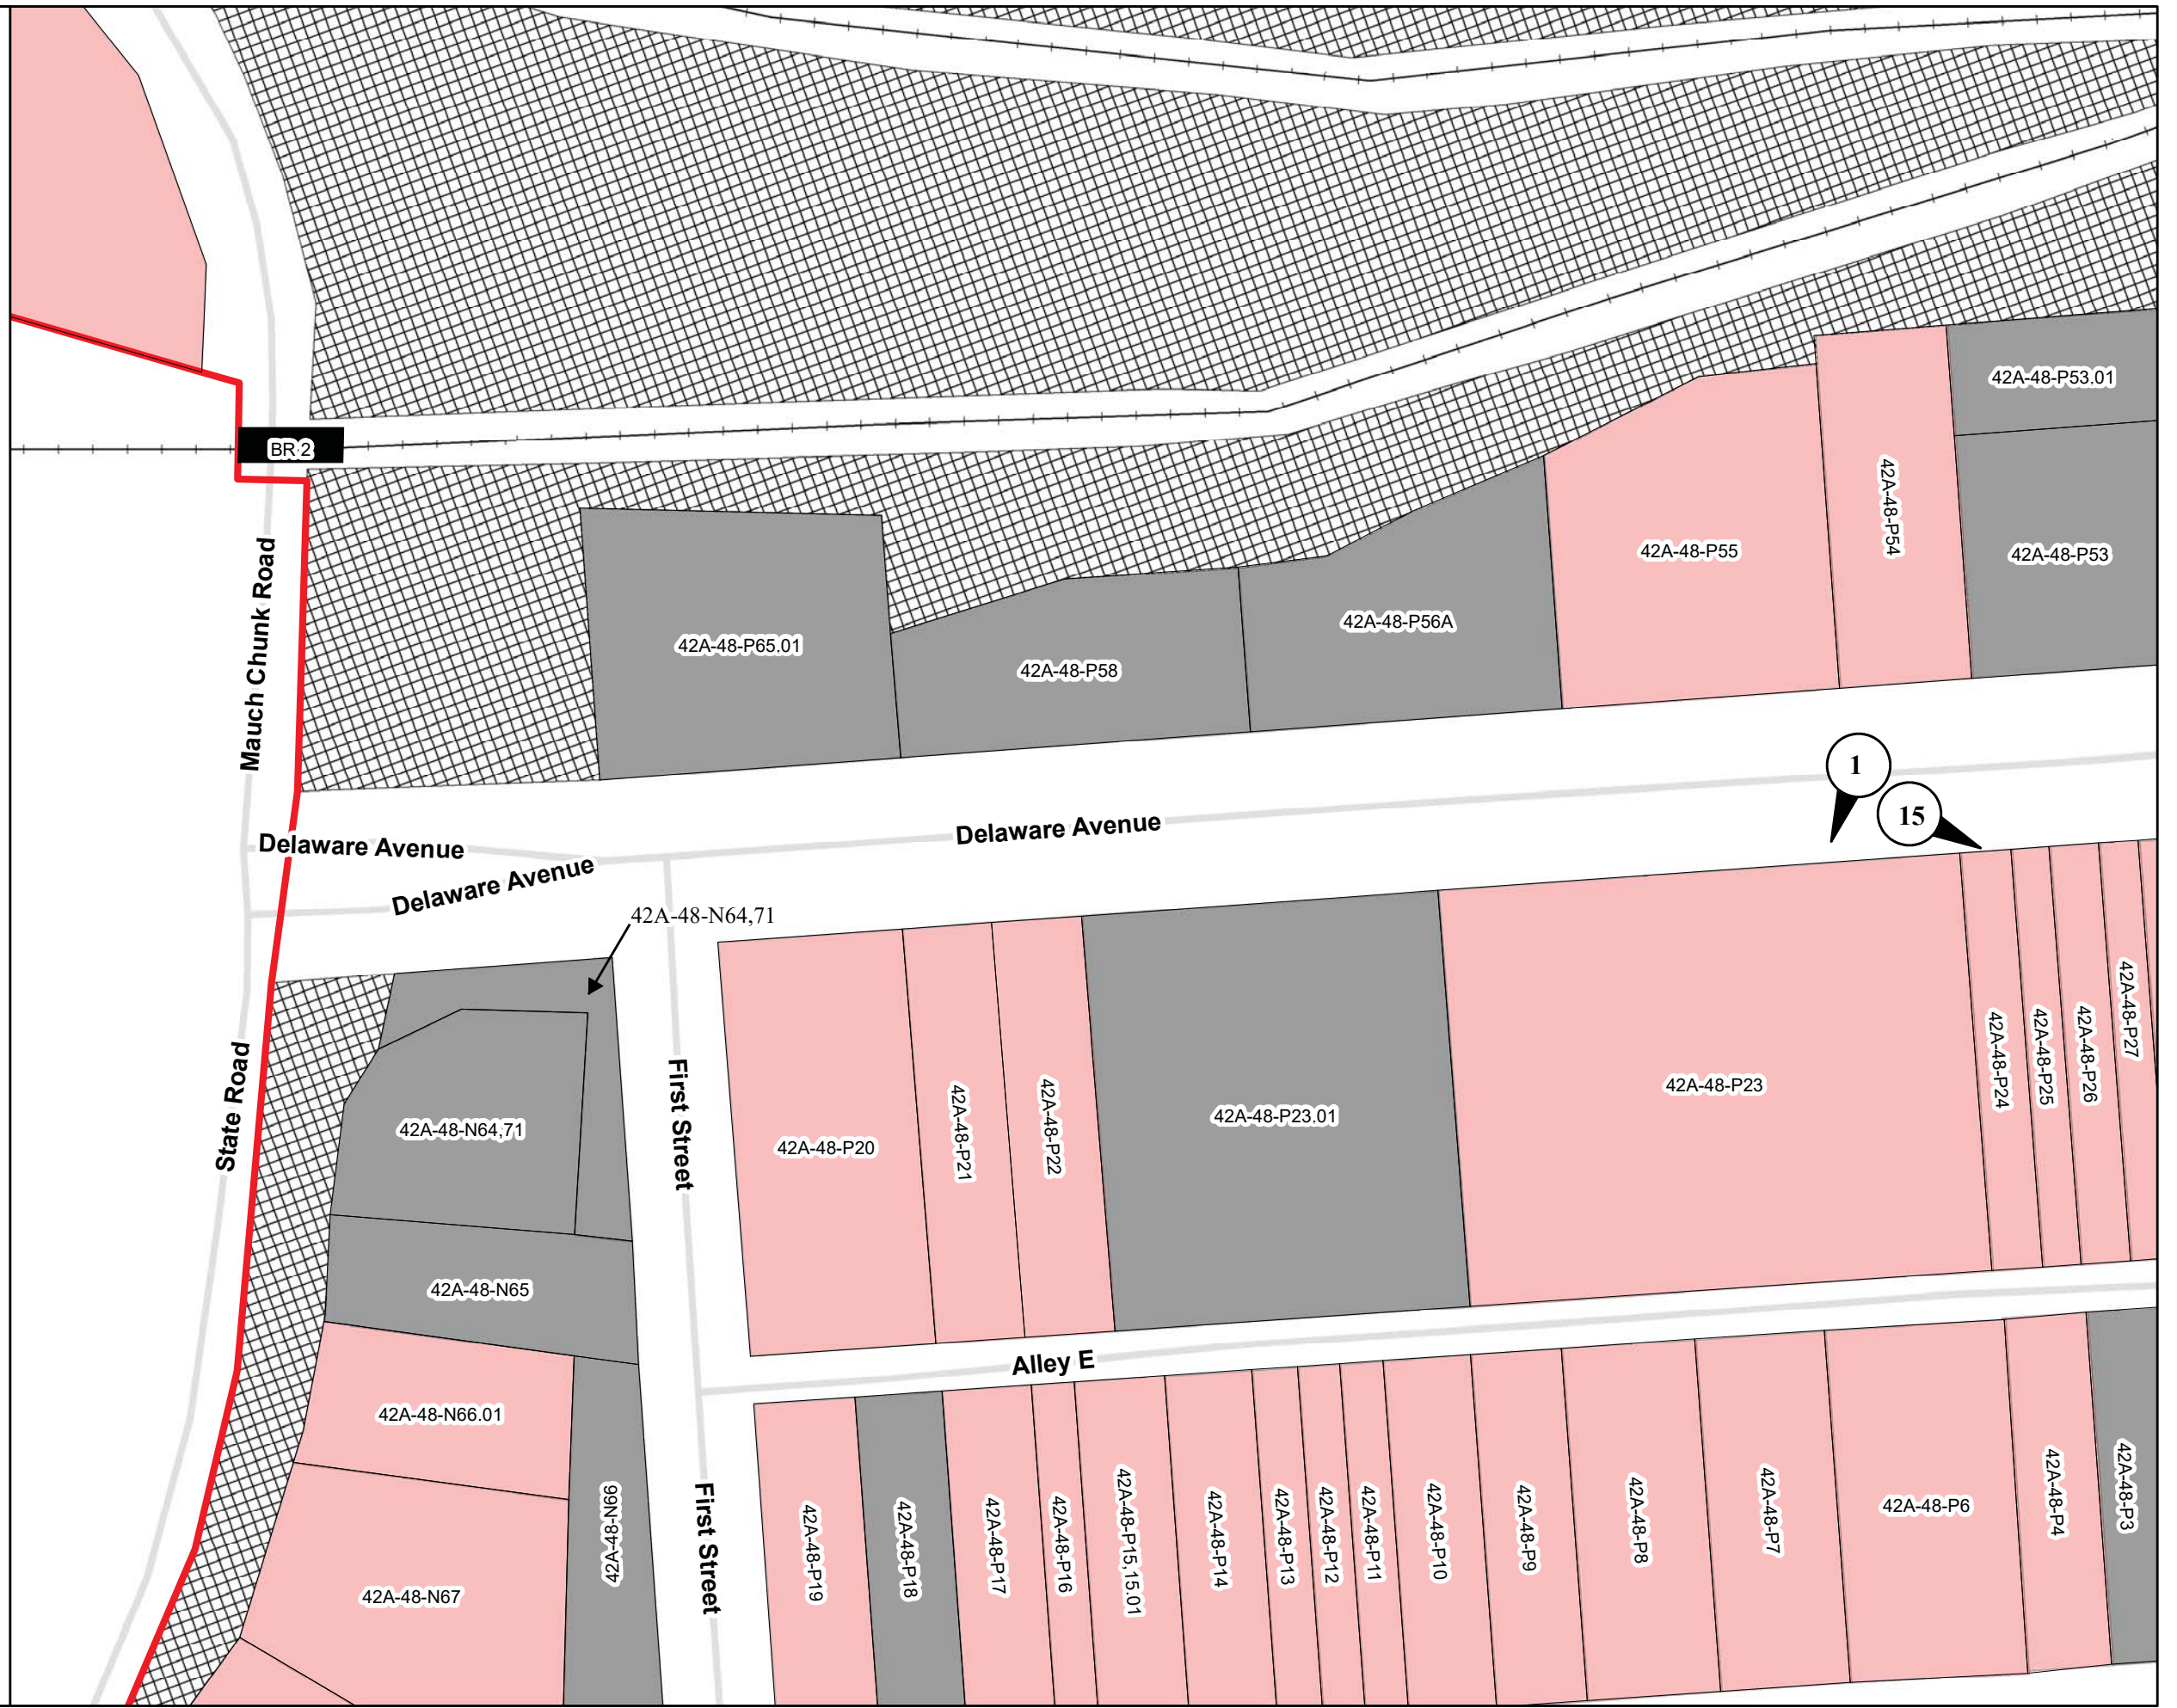 42A-48-P53.01
BR 2
42A-48-P54
42A-48-P55
42A-48-P53
Mauch Chunk Road
42A-48-P56A
42A-48-P65.01
42A-48-P58
1
15
Delaware Avenue
Delaware Avenue
Delaware Avenue
42A-48-N64,71
42A-48-P27
State Road
First Street
42A-48-N64,71
42A-48-P20
42A-48-P21
42A-48-P22
42A-48-P23.01
42A-48-P23
42A-48-P24
42A-48-P25
42A-48-P26
42A-48-N65
Alley E
42A-48-N66.01
42A-48-N66
42A-48-N67
First Street
42A-48-P19
42A-48-P18
42A-48-P17
42A-48-P16
42A-48-P15,15.01
42A-48-P14
42A-48-P13
42A-48-P12
42A-48-P11
42A-48-P10
42A-48-P9
42A-48-P8
42A-48-P7
42A-48-P6
42A-48-P4
42A-48-P3